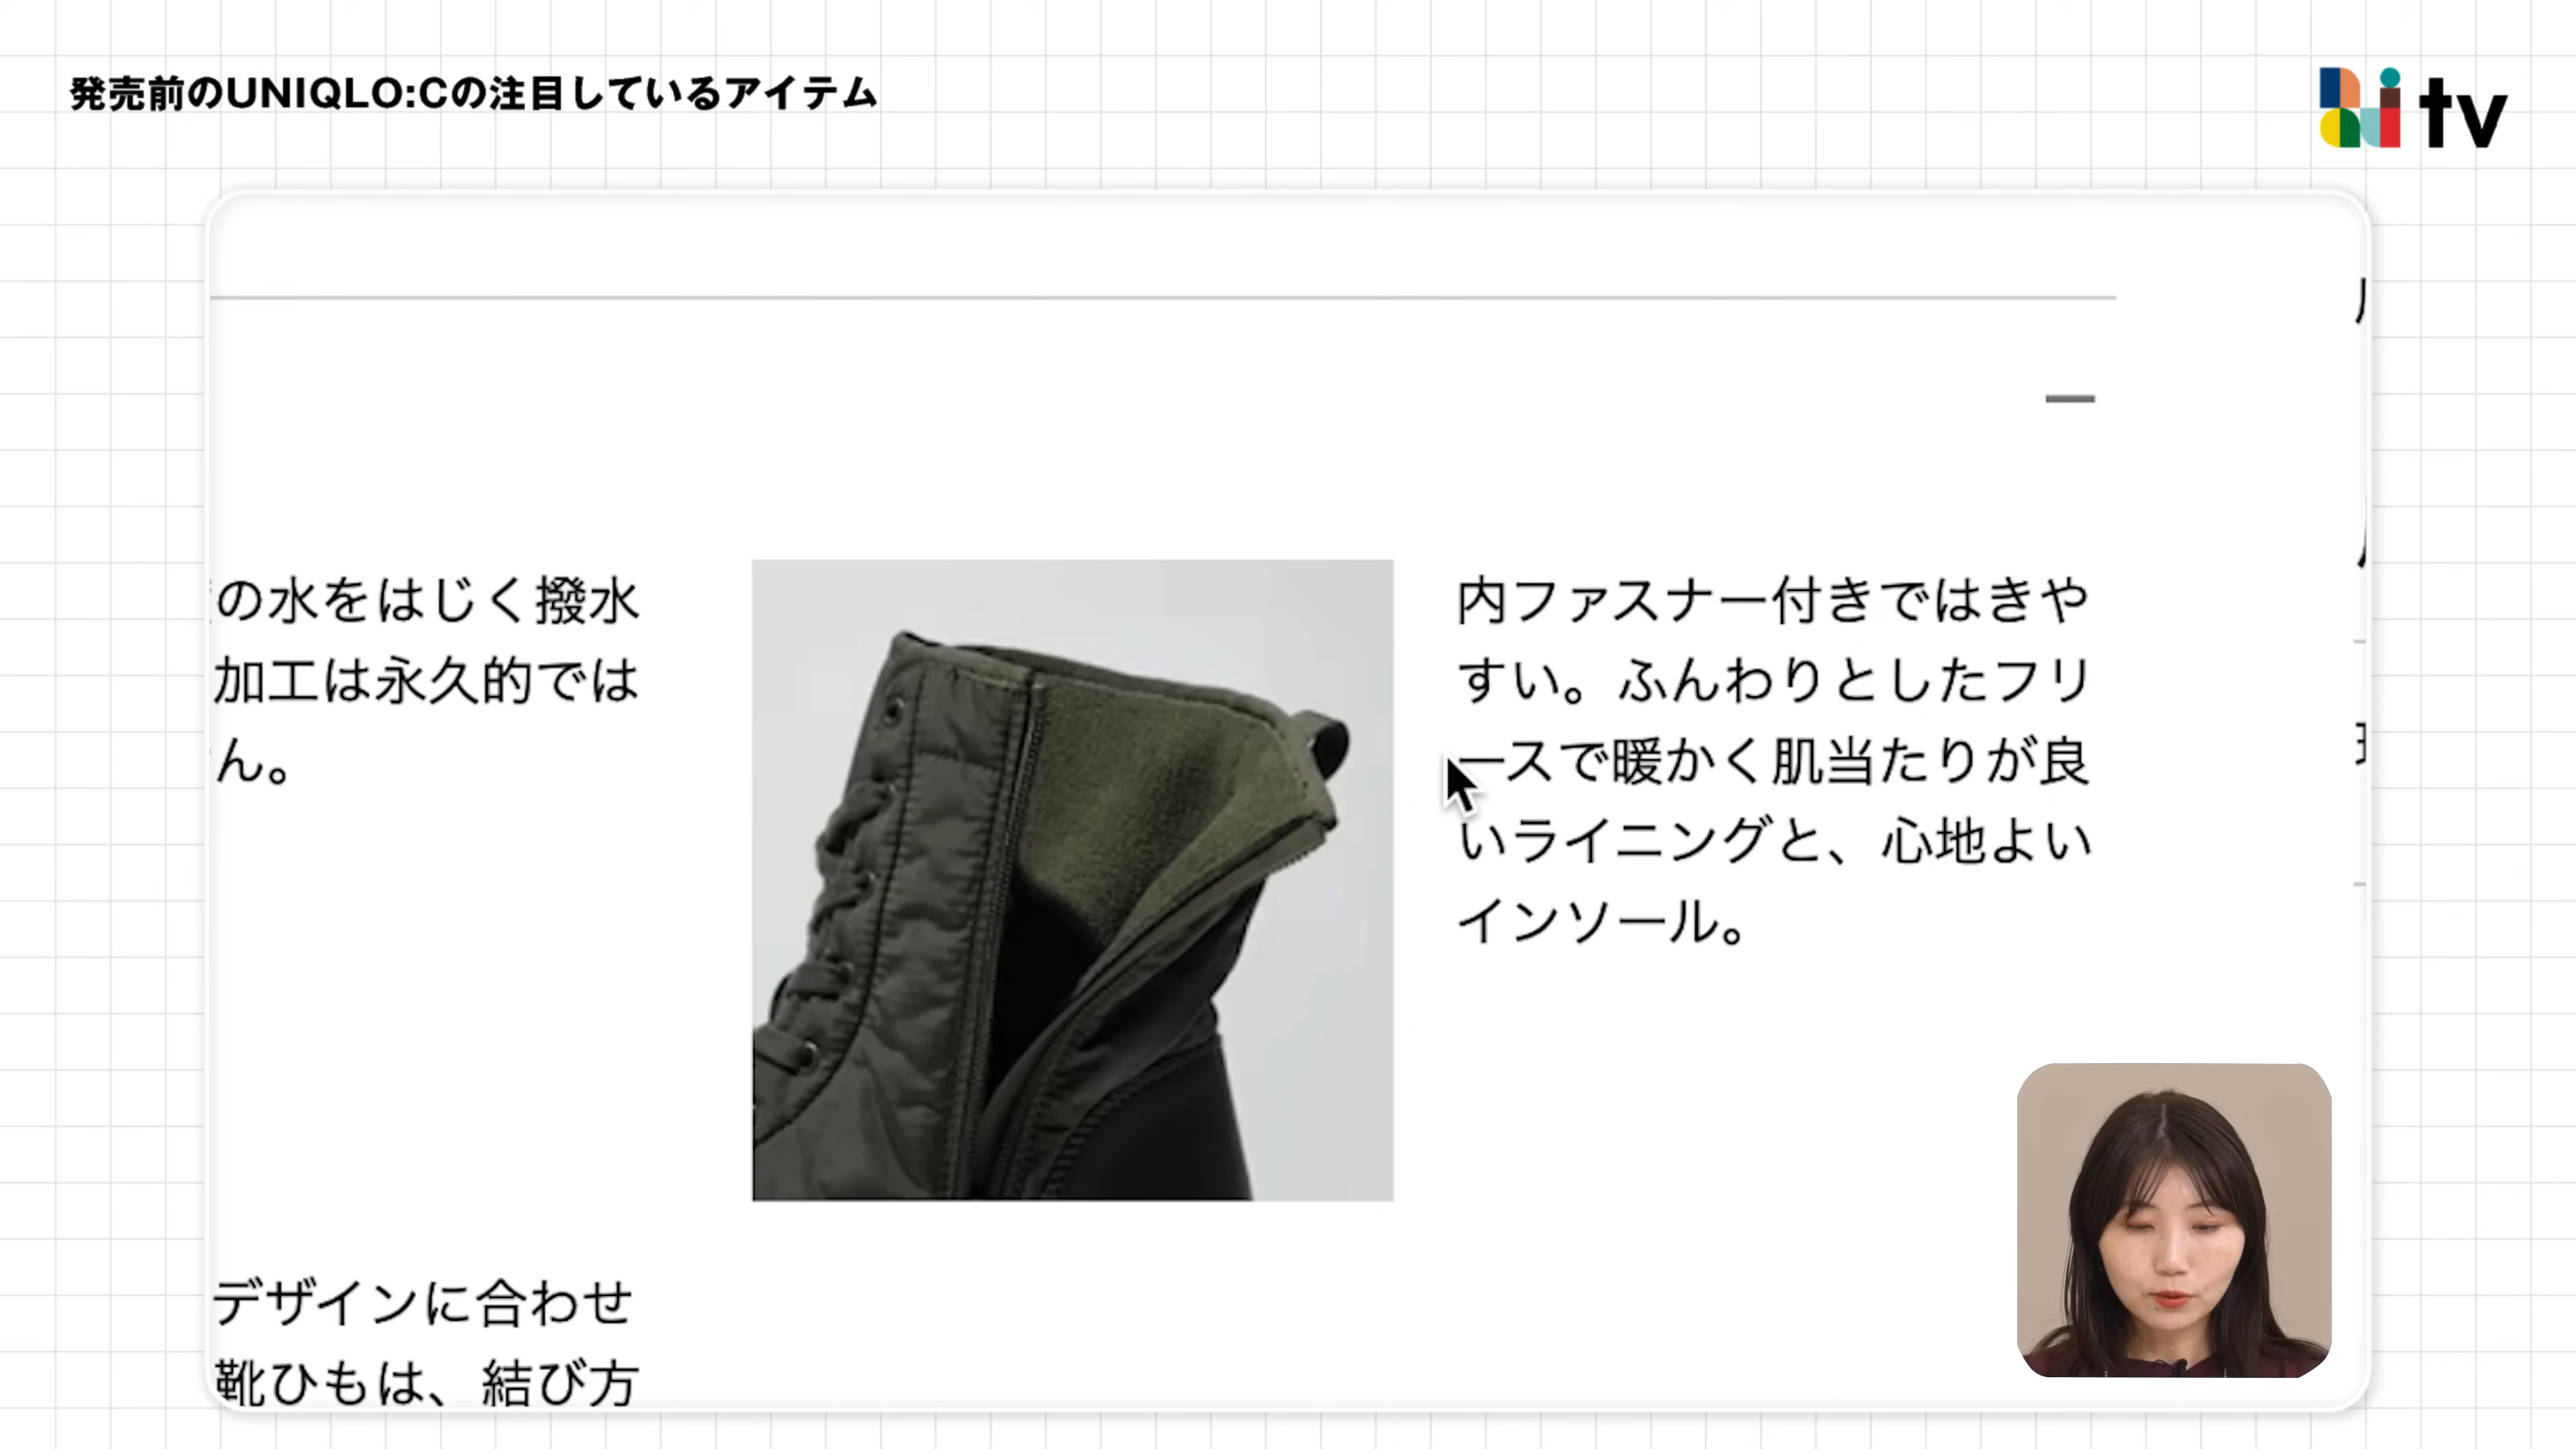 発売前のUNIQLO:Cの注目しているアイテム
tv
の水をはじく撥水
加工は永久的では
ん。
内ファスナー付きではきや
すい。ふんわりとしたフリ
ースで暖かく肌当たりが良
いライニングと、心地よい
インソール。
デザインに合わせ
靴ひもは、結び方